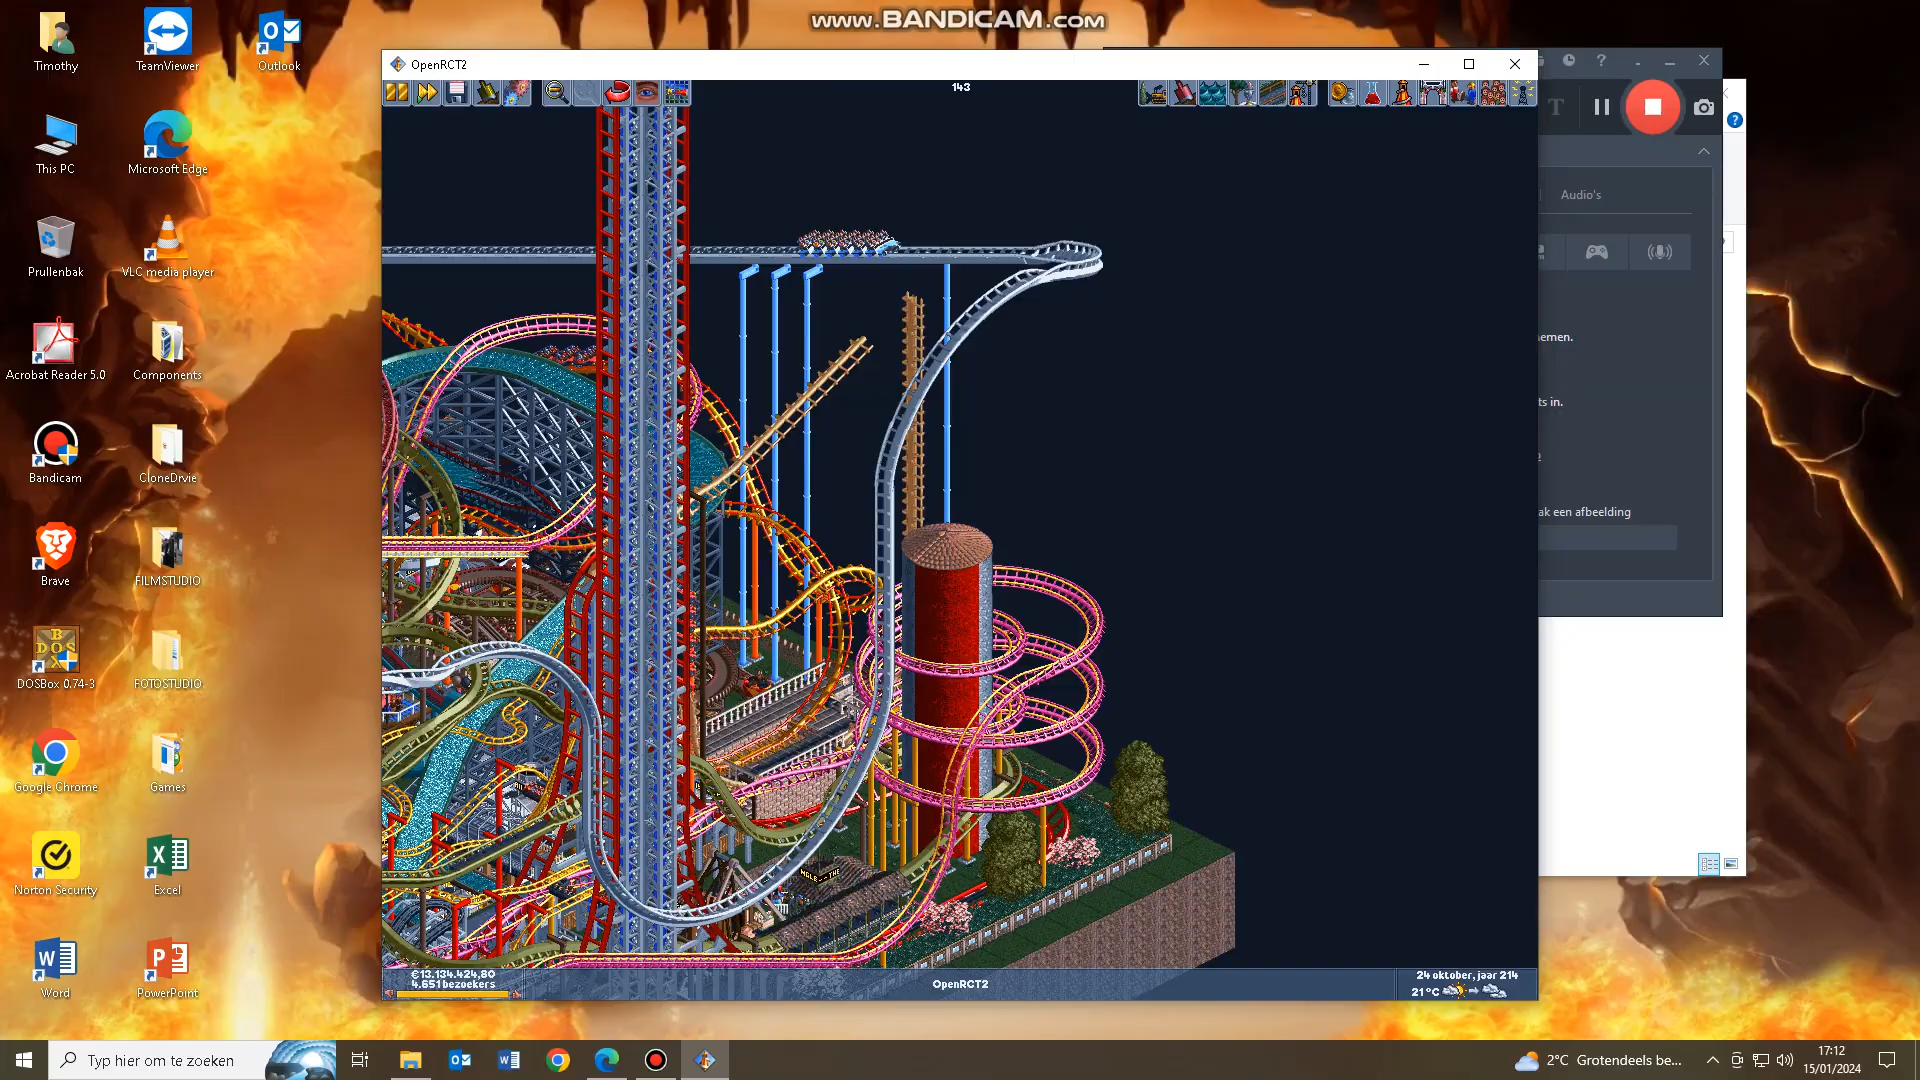 www.BANDICAM.com
Timothy
TeamViewer
Outlook
This PC
Microsoft Edge
Prullenbak
VLC media player
Acrobat Reader 5.0
Components
Bandicam
CloneDrvie
Brave
FILMSTUDIO
DOSBox 0.74-3
FOTOSTUDIO
Google Chrome
Games
Norton Security
Excel
Word
PowerPoint
OpenRCT2
143
Audio's
emen.
ts in.
ak een afbeelding
€13.134.424,80
4.651 bezoekers
OpenRCT2
24 oktober, jaar 214
21°C
Typ hier om te zoeken
2°C Grotendeels be...
17:12
15/01/2024